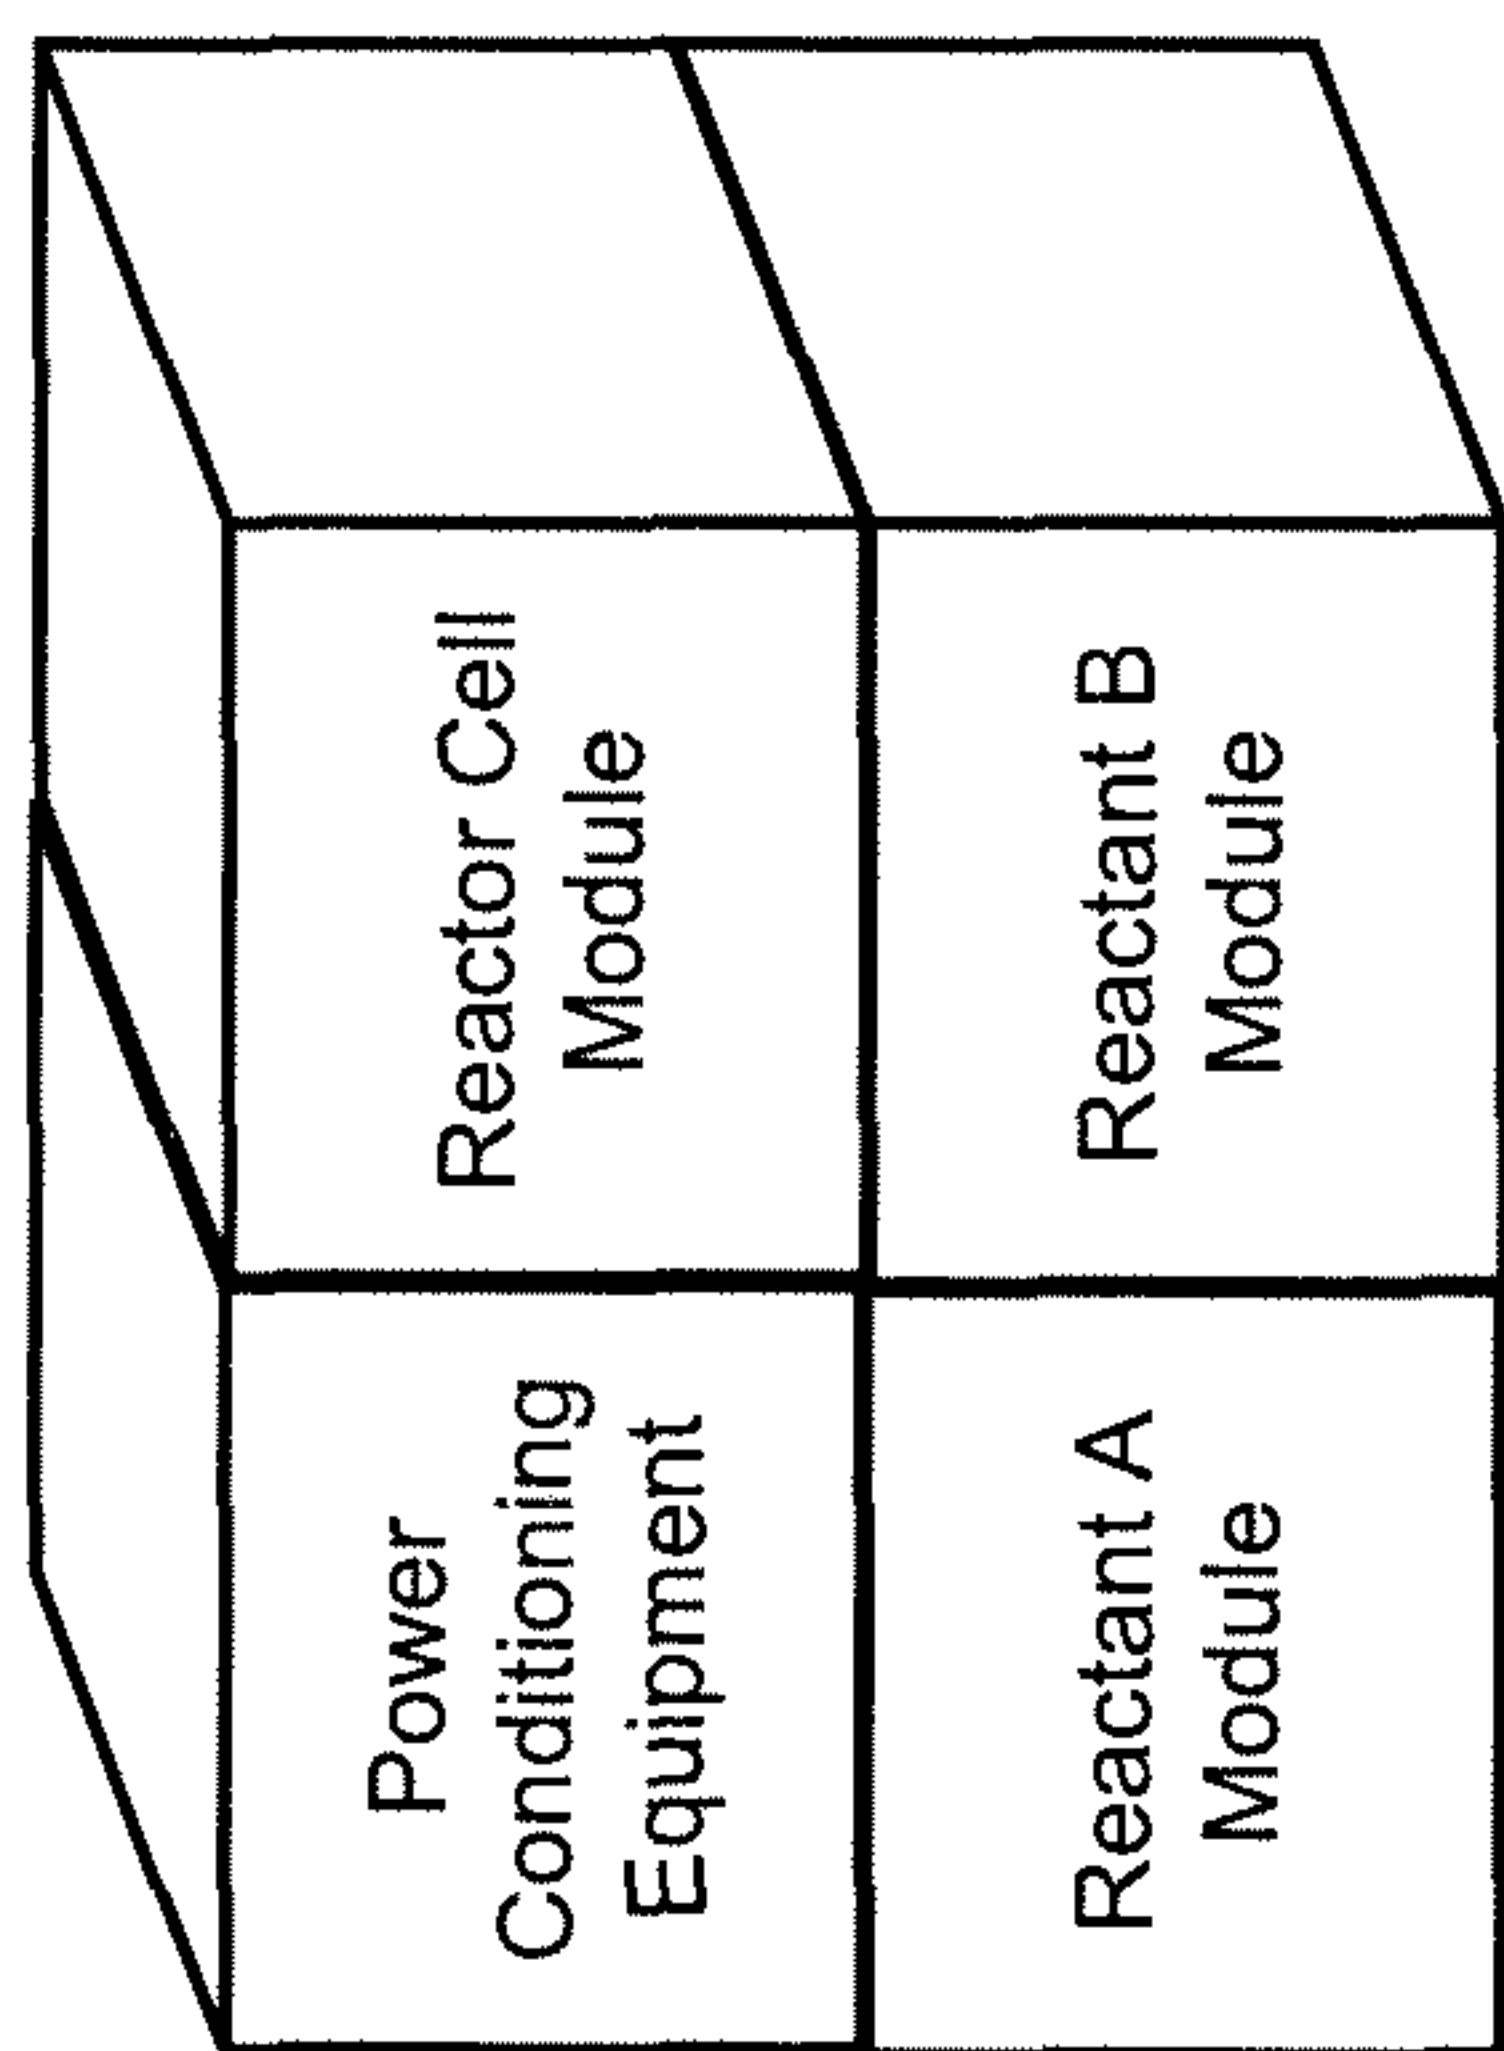 Power
Conditioning
Equipment
Reactor Cell
Module
Reactant A
Module
Reactant B
Module